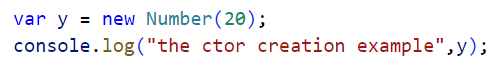 var y = new Number(20);
console.log("the ctor creation example",y);